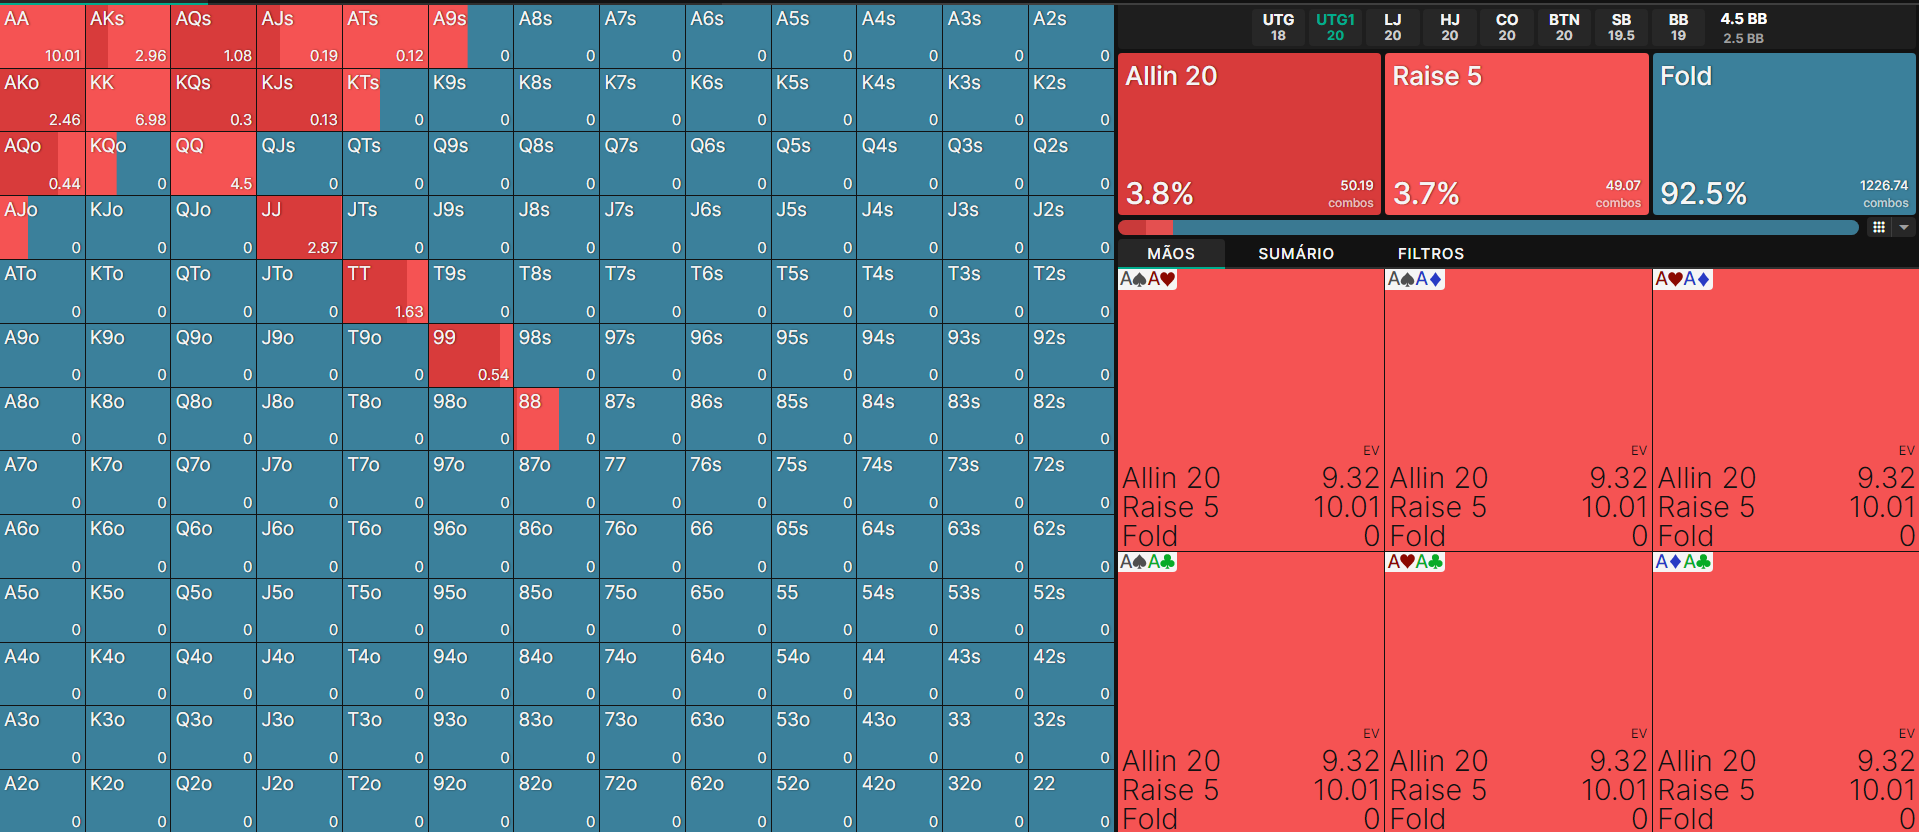 AA AKs AQs AJs ATs A9s A8s A7s A6s A5s A4s A3s A2s
10.01 2.96 1.08 0.19 0.12 0 0 0 0 0 0 0 0
AKo KK KQs KJs KTs K9s K8s K7s K6s K5s K4s K3s K2s
2.46 6.98 0.3 0.13 0 0 0 0 0 0 0 0 0
AQo KQo QQ QJs QTs Q9s Q8s Q7s Q6s Q5s Q4s Q3s Q2s
0.44 0 4.5 0 0 0 0 0 0 0 0 0 0
AJo KJo QJo JJ JTs J9s J8s J7s J6s J5s J4s J3s J2s
0 0 0 2.87 0 0 0 0 0 0 0 0 0
ATo KTo QTo JTo TT T9s T8s T7s T6s T5s T4s T3s T2s
0 0 0 0 1.63 0 0 0 0 0 0 0 0
A9o K9o Q9o J9o T9o 99 98s 97s 96s 95s 94s 93s 92s
0 0 0 0 0 0.54 0 0 0 0 0 0 0
A8o K8o Q8o J8o T8o 98o 88 87s 86s 85s 84s 83s 82s
0 0 0 0 0 0 0 0 0 0 0 0 0
A7o K7o Q7o J7o T7o 97o 87o 77 76s 75s 74s 73s 72s
0 0 0 0 0 0 0 0 0 0 0 0 0
A6o K6o Q6o J6o T6o 96o 86o 76o 66 65s 64s 63s 62s
0 0 0 0 0 0 0 0 0 0 0 0 0
A5o K5o Q5o J5o T5o 95o 85o 75o 65o 55 54s 53s 52s
0 0 0 0 0 0 0 0 0 0 0 0 0
A4o K4o Q4o J4o T4o 94o 84o 74o 64o 54o 44 43s 42s
0 0 0 0 0 0 0 0 0 0 0 0 0
A3o K3o Q3o J3o T3o 93o 83o 73o 63o 53o 43o 33 32s
0 0 0 0 0 0 0 0 0 0 0 0 0
A2o K2o Q2o J2o T2o 92o 82o 72o 62o 52o 42o 32o 22
0 0 0 0 0 0 0 0 0 0 0 0 0
UTG UTG1 LJ HJ CO BTN SB BB 4.5 BB
18 20 20 20 20 20 19.5 19 2.5 BB
Allin 20 Raise 5 Fold
3.8% 50.19 combos 3.7% 49.07 combos 92.5% 1226.74 combos
MÃOS SUMÁRIO FILTROS
A♠A♥ A♠A♦ A♥A♦
EV EV EV
Allin 20 9.32 Allin 20 9.32 Allin 20 9.32
Raise 5 10.01 Raise 5 10.01 Raise 5 10.01
Fold 0 Fold 0 Fold 0
A♠A♣ A♥A♣ A♦A♣
EV EV EV
Allin 20 9.32 Allin 20 9.32 Allin 20 9.32
Raise 5 10.01 Raise 5 10.01 Raise 5 10.01
Fold 0 Fold 0 Fold 0